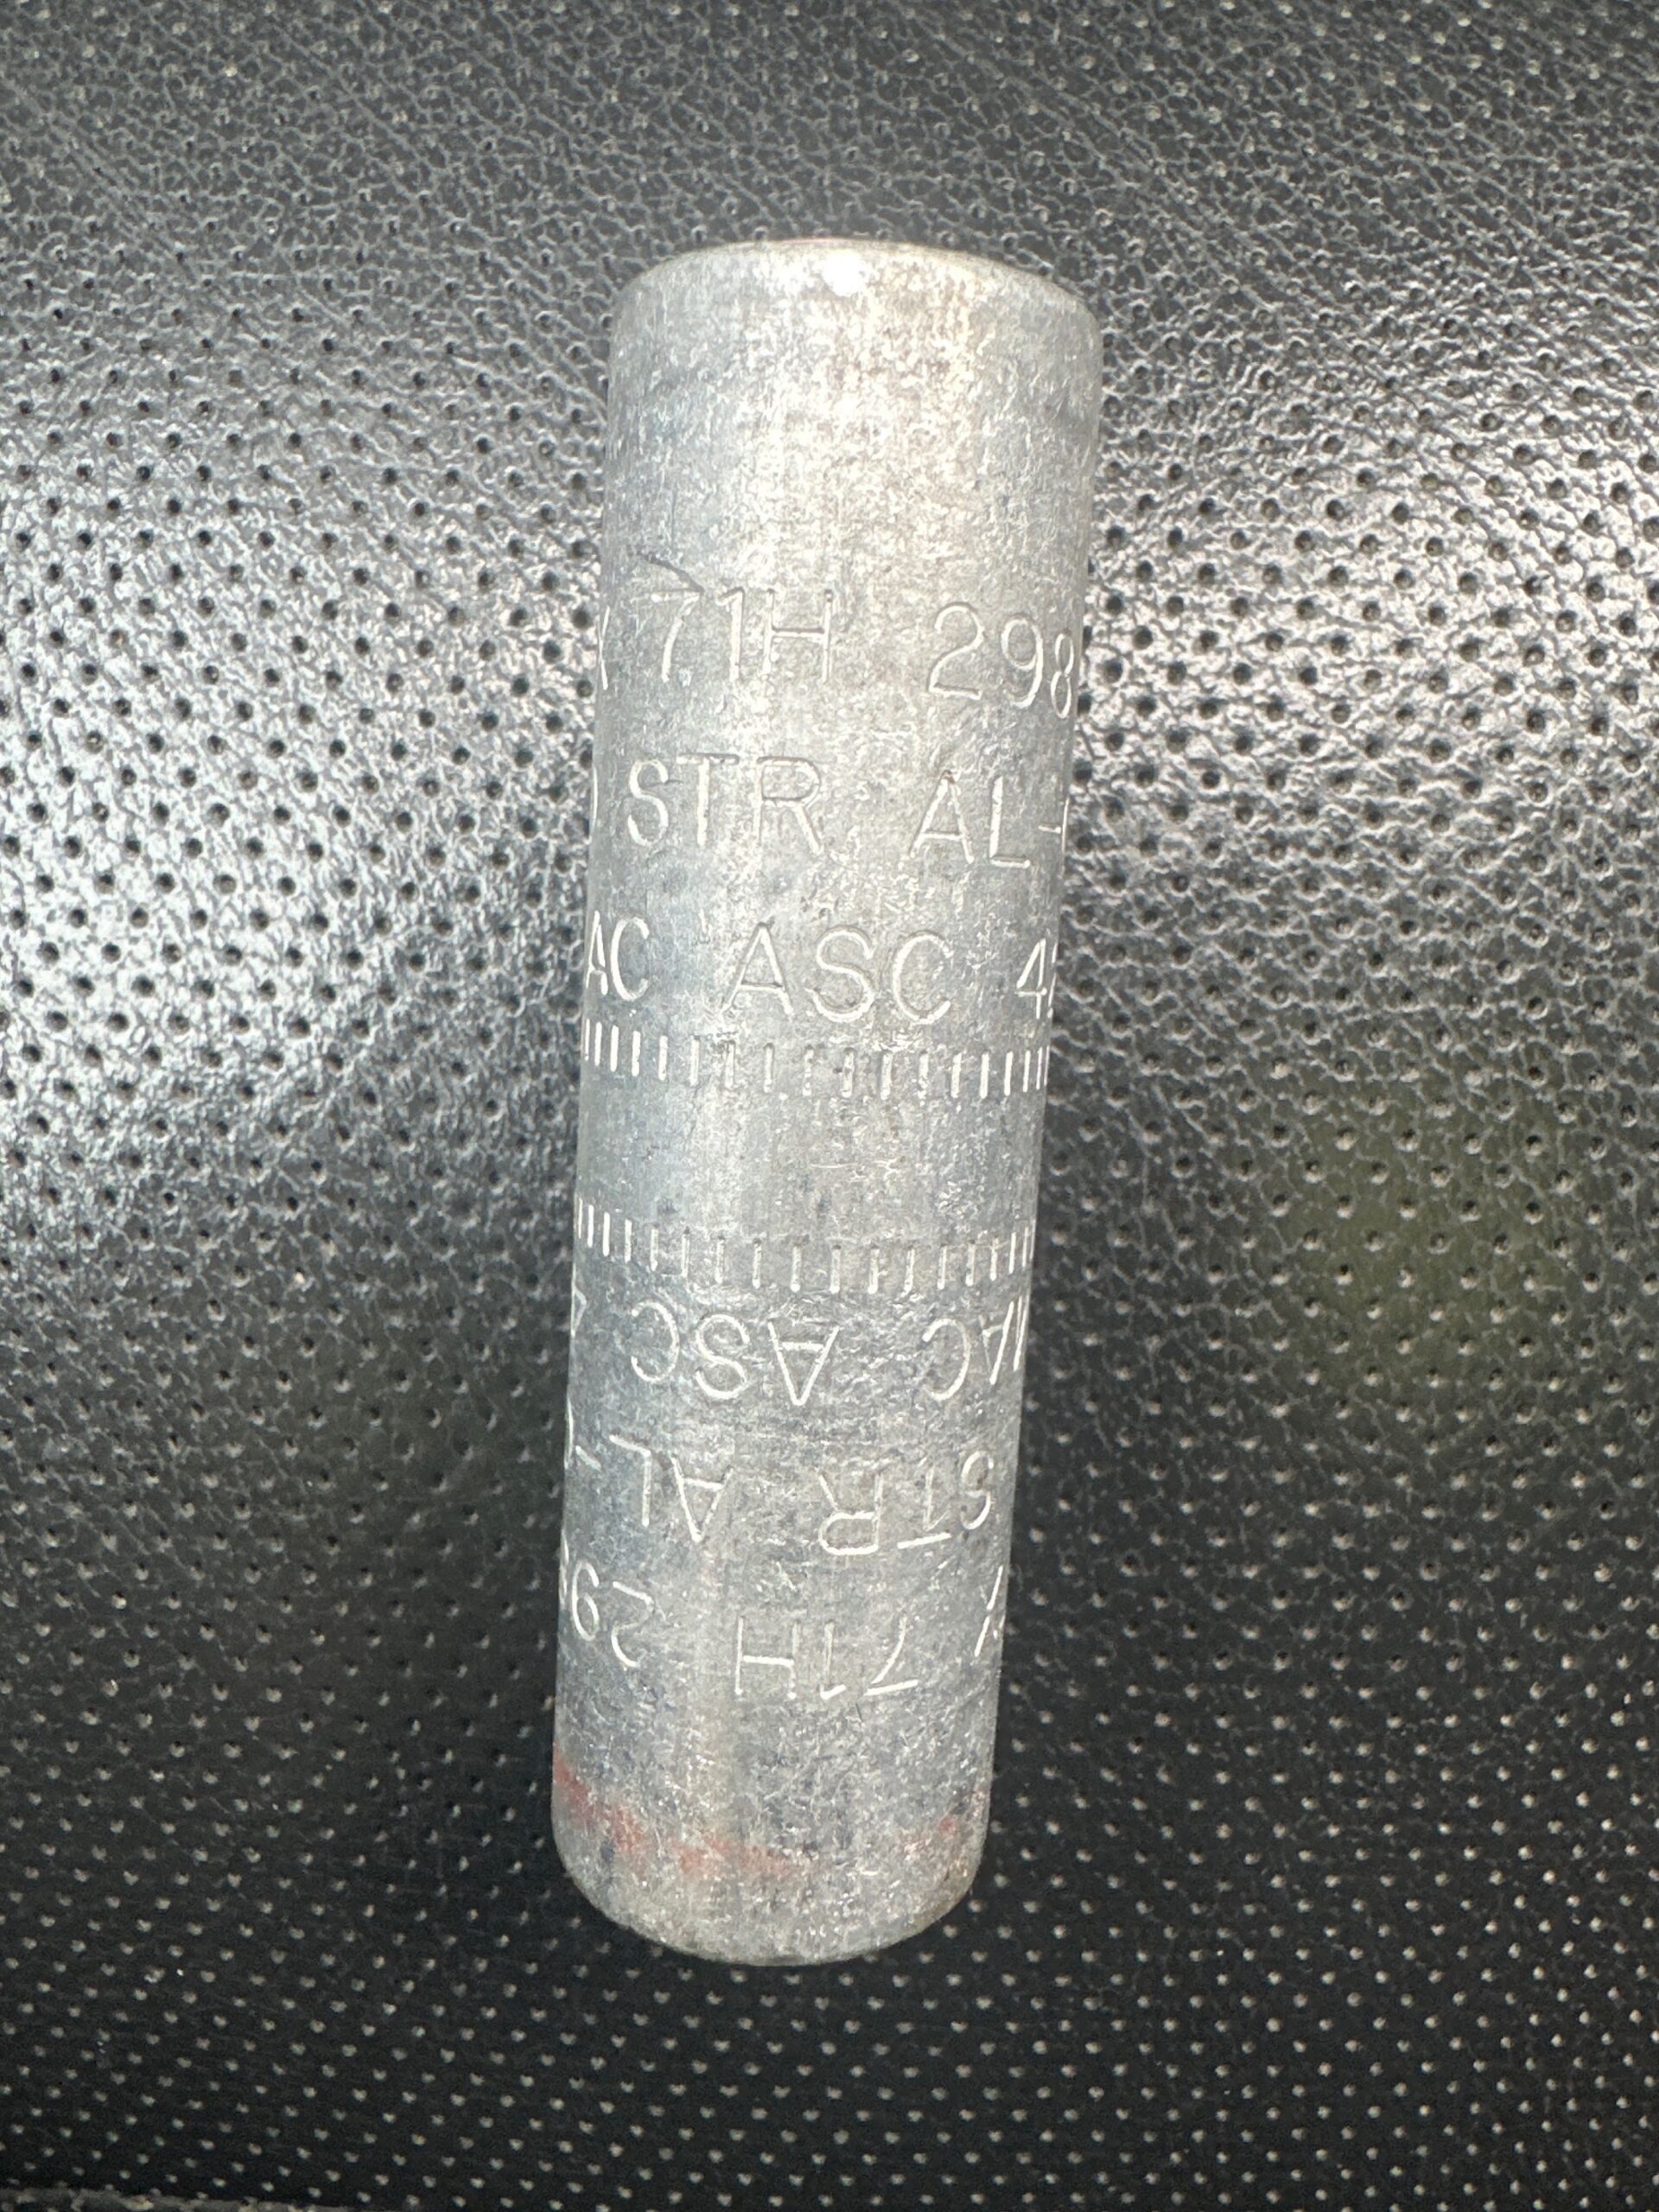 71H 298
STR AL-
AC ASC 4
AC ASC
STR AL-
71H 29